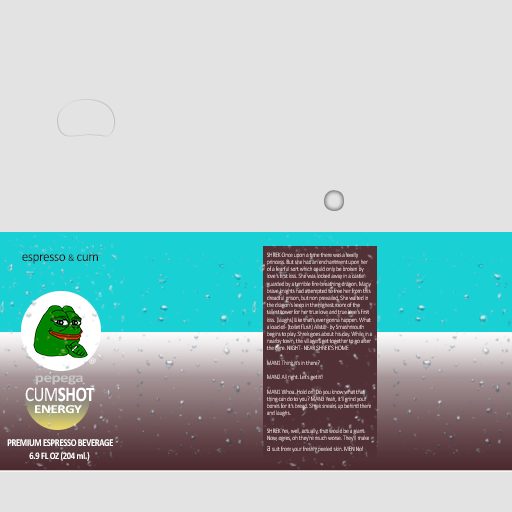 espresso & cum
pepega
CUMSHOT
ENERGY
PREMIUM ESPRESSO BEVERAGE
6.9 FL OZ (204 mL)
SHREK Once upon a time there was a lovely
princess. But she had an enchantment upon her
of a fearful sort which could only be broken by
love's first kiss. She was locked away in a castle
guarded by a terrible fire-breathing dragon. Many
brave knights had attempted to free her from this
dreadful prison, but non prevailed. She waited in
the dragon's keep in the highest room of the
tallest tower for her true love and true love's first
kiss. (laughs) Like that's ever gonna happen. What
a load of - (toilet flush) Allstar - by Smashmouth
begins to play. Shrek goes about his day. While in a
nearby town, the villagers get together to go after
the ogre. NIGHT - NEAR SHREK'S HOME
MAN1 Think it's in there?
MAN2 All right. Let's get it!
MAN1 Whoa. Hold on. Do you know what that
thing can do to you? MAN3 Yeah, it'll grind your
bones for it's bread. Shrek sneaks up behind them
and laughs.
SHREK Yes, well, actually, that would be a giant.
Now, ogres, oh they're much worse. They'll make
a suit from your freshly peeled skin. MEN No!